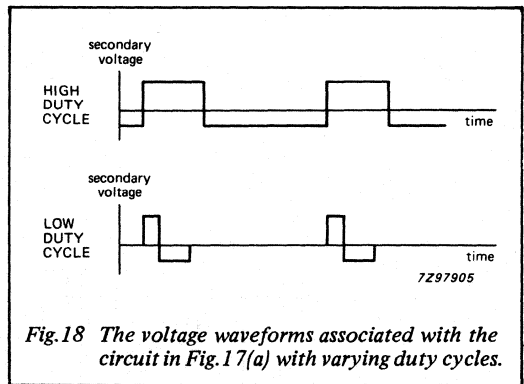 secondary
voltage
HIGH
DUTY
CYCLE
time
secondary
voltage
LOW
DUTY
CYCLE
time
7Z97905
Fig.18 The voltage waveforms associated with the
circuit in Fig.17(a) with varying duty cycles.